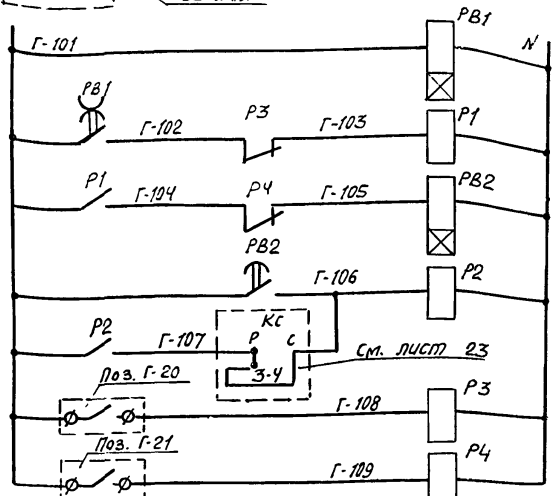 РВ1
N
Г-101
РВ1
Г-102
Р3
Г-103
Р1
Р1
Г-104
Р4
Г-105
РВ2
РВ2
Г-106
Р2
КС
Р2
Г-107
Р
С
3-4
См. лист 23
Поз. Г-20
Г-108
Р3
Поз. Г-21
Г-109
Р4